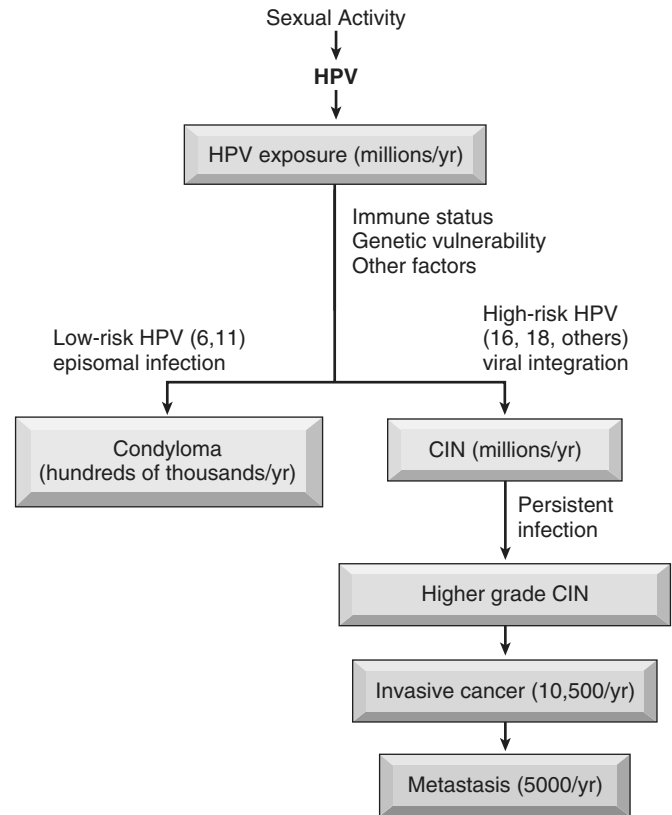 Sexual Activity
HPV
HPV exposure (millions/yr)
Immune status
Genetic vulnerability
Other factors
Low-risk HPV (6,11)
episomal infection
High-risk HPV
(16, 18, others)
viral integration
Condyloma
(hundreds of thousands/yr)
CIN (millions/yr)
Persistent
infection
Higher grade CIN
Invasive cancer (10,500/yr)
Metastasis (5000/yr)